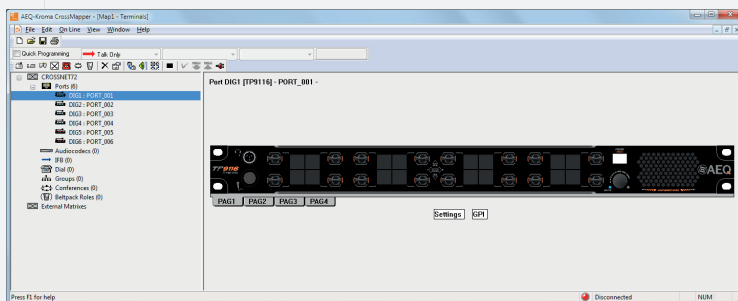 AEQ-Kroma CrossMapper - [Map1 - Terminals]
File Edit On Line View Window Help
Quick Programming Talk Only
CROSSNET72
Ports (6)
DIG1 : PORT_001
DIG2 : PORT_002
DIG3 : PORT_003
DIG4 : PORT_004
DIG5 : PORT_005
DIG6 : PORT_006
Audiocodecs (0)
IFB (0)
Dial (0)
Groups (0)
Conferences (0)
Beltpack Roles (0)
External Matrixes
Port DIG1 [TP9116] - PORT_001 -
TP9116
AEQ
PAG1 PAG2 PAG3 PAG4
Settings GPI
Press F1 for help
Disconnected NUM